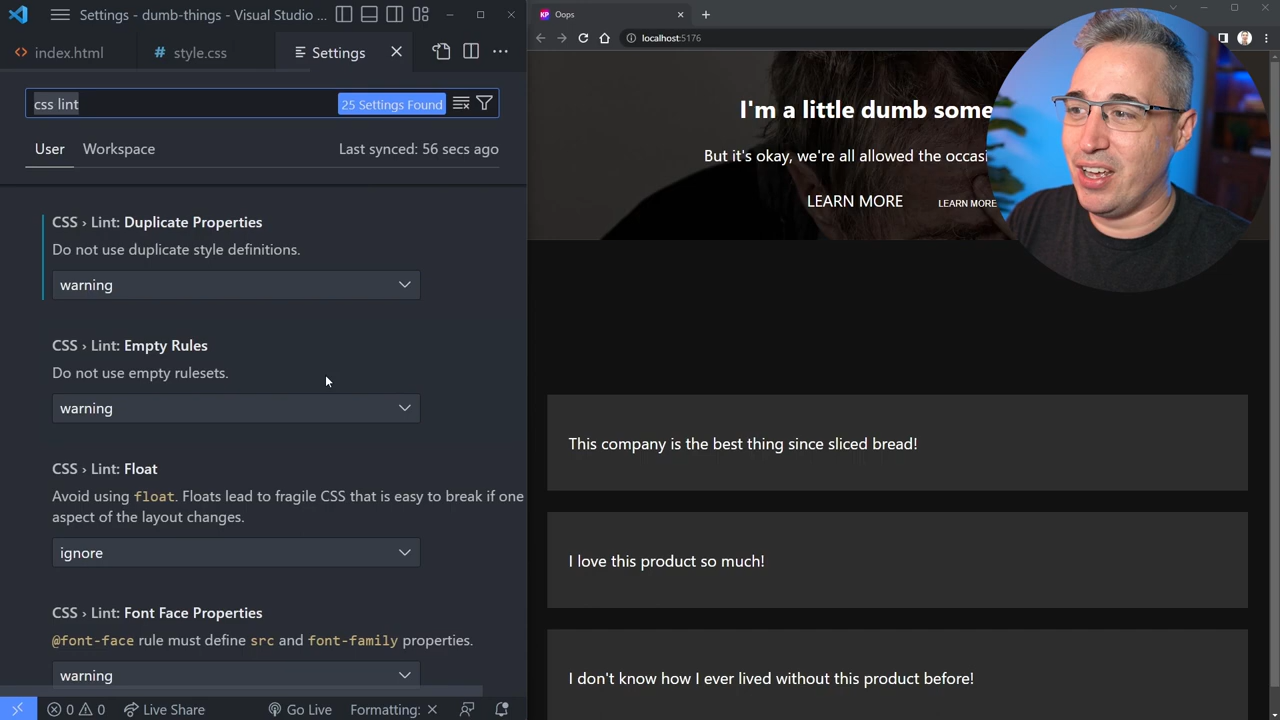 Settings - dumb-things - Visual Studio ...
index.html
# style.css
Settings
css lint
25 Settings Found
User
Workspace
Last synced: 56 secs ago
CSS › Lint: Duplicate Properties
Do not use duplicate style definitions.
warning
CSS › Lint: Empty Rules
Do not use empty rulesets.
warning
CSS › Lint: Float
Avoid using float. Floats lead to fragile CSS that is easy to break if one
aspect of the layout changes.
ignore
CSS › Lint: Font Face Properties
@font-face rule must define src and font-family properties.
warning
0 0
Live Share
Go Live
Formatting:
KP Oops
localhost:5176
I'm a little dumb some
But it's okay, we're all allowed the occasi
LEARN MORE
LEARN MORE
This company is the best thing since sliced bread!
I love this product so much!
I don't know how I ever lived without this product before!